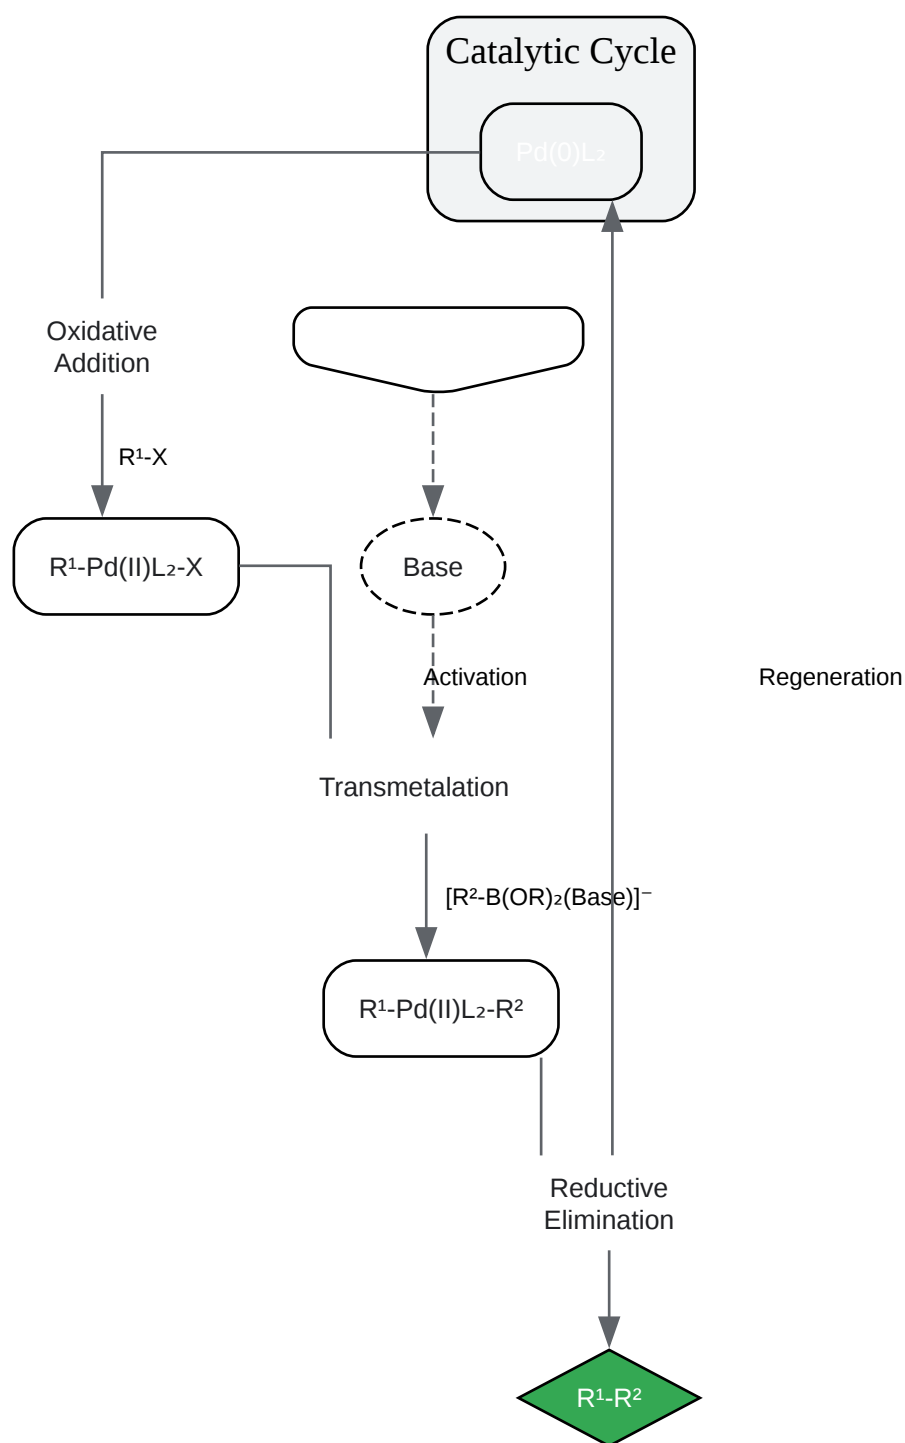 Catalytic Cycle
Pd(0)L₂
Oxidative
Addition
R¹-X
R¹-Pd(II)L₂-X
Base
Activation
Regeneration
Transmetalation
[R²-B(OR)₂(Base)]⁻
R¹-Pd(II)L₂-R²
Reductive
Elimination
R¹-R²